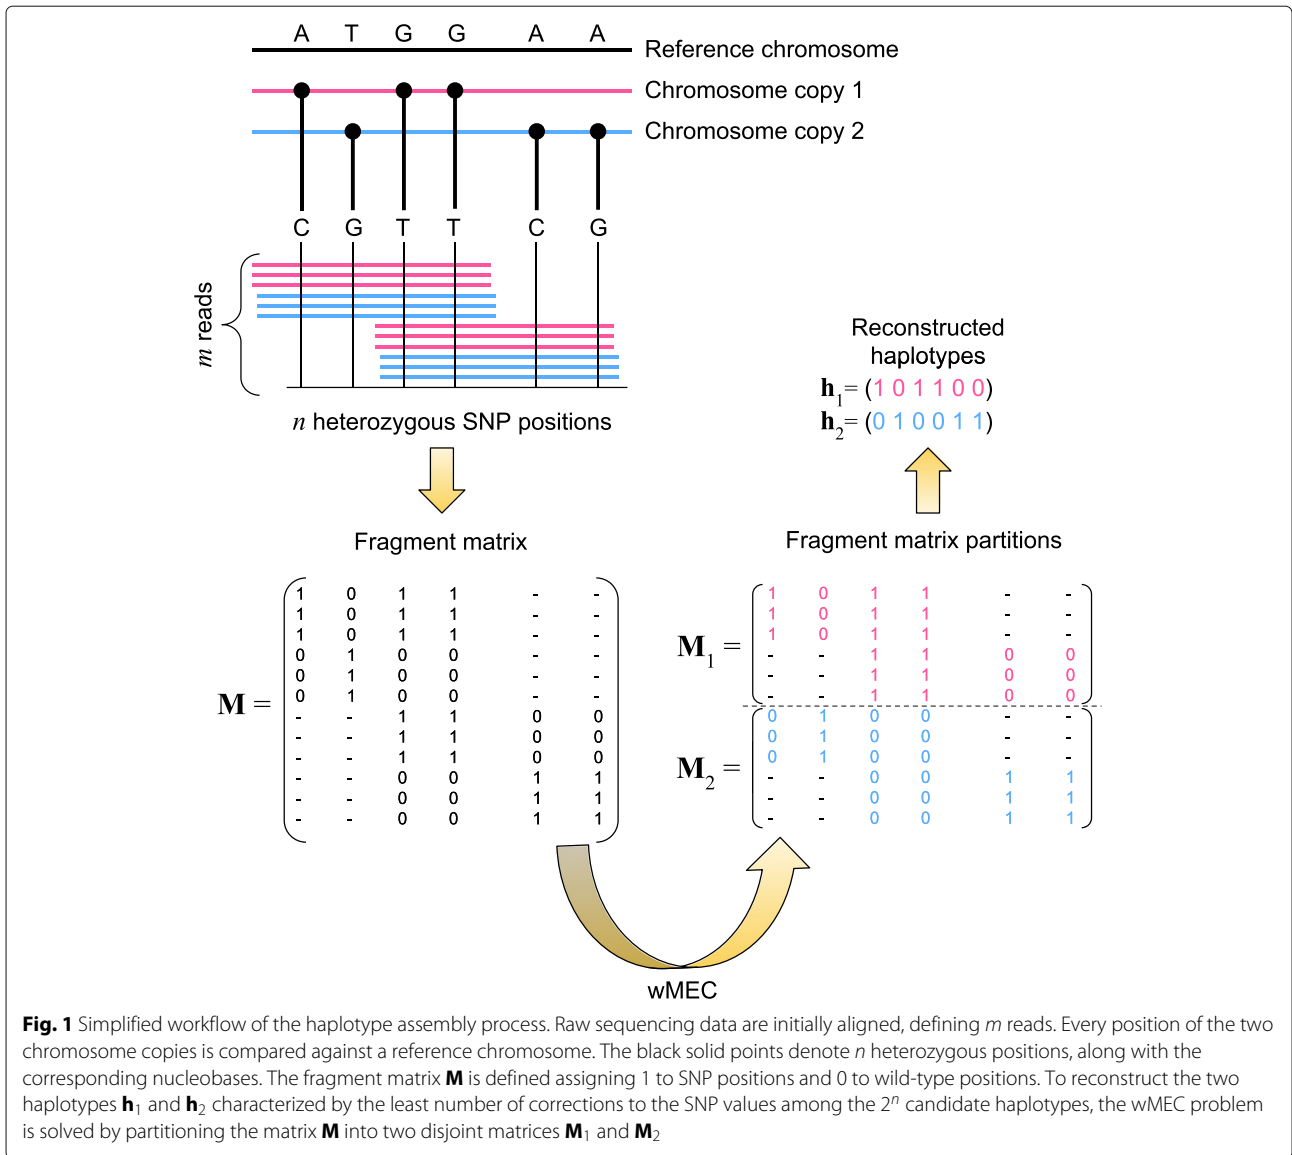 A T G G A A
Reference chromosome
Chromosome copy 1
Chromosome copy 2
C G T T C G
m reads
n heterozygous SNP positions
Fragment matrix
M =
1 0 1 1 - -
1 0 1 1 - -
1 0 1 1 - -
0 1 0 0 - -
0 1 0 0 - -
0 1 0 0 - -
- - 1 1 0 0
- - 1 1 0 0
- - 1 1 0 0
- - 0 0 1 1
- - 0 0 1 1
- - 0 0 1 1
wMEC
Fragment matrix partitions
M1 =
1 0 1 1 - -
1 0 1 1 - -
1 0 1 1 - -
- - 1 1 0 0
- - 1 1 0 0
- - 1 1 0 0
M2 =
0 1 0 0 - -
0 1 0 0 - -
0 1 0 0 - -
- - 0 0 1 1
- - 0 0 1 1
- - 0 0 1 1
Reconstructed
haplotypes
h1= (1 0 1 1 0 0)
h2= (0 1 0 0 1 1)
Fig. 1 Simplified workflow of the haplotype assembly process. Raw sequencing data are initially aligned, defining m reads. Every position of the two
chromosome copies is compared against a reference chromosome. The black solid points denote n heterozygous positions, along with the
corresponding nucleobases. The fragment matrix M is defined assigning 1 to SNP positions and 0 to wild-type positions. To reconstruct the two
haplotypes h1 and h2 characterized by the least number of corrections to the SNP values among the 2^n candidate haplotypes, the wMEC problem
is solved by partitioning the matrix M into two disjoint matrices M1 and M2